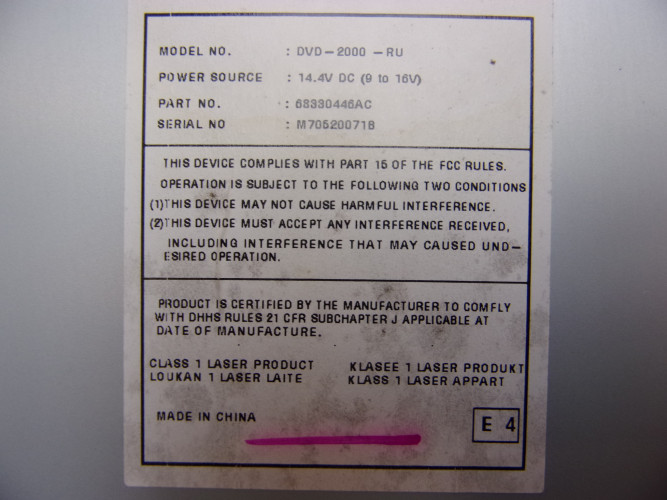 MODEL NO. : DVD-2000-RU
POWER SOURCE : 14.4V DC (9 to 16V)
PART NO. : 68330446AC
SERIAL NO : M705200718
THIS DEVICE COMPLIES WITH PART 15 OF THE FCC RULES.
OPERATION IS SUBJECT TO THE FOLLOWING TWO CONDITIONS
(1)THIS DEVICE MAY NOT CAUSE HARMFUL INTERFERENCE.
(2)THIS DEVICE MUST ACCEPT ANY INTERFERENCE RECEIVED,
INCLUDING INTERFERENCE THAT MAY CAUSED UND-
ESIRED OPERATION.
PRODUCT IS CERTIFIED BY THE MANUFACTURER TO COMFLY
WITH DHHS RULES 21 CFR SUBCHAPTER J APPLICABLE AT
DATE OF MANUFACTURE.
CLASS 1 LASER PRODUCT KLASEE 1 LASER PRODUKT
LOUKAN 1 LASER LAITE KLASS 1 LASER APPART
MADE IN CHINA
E 4